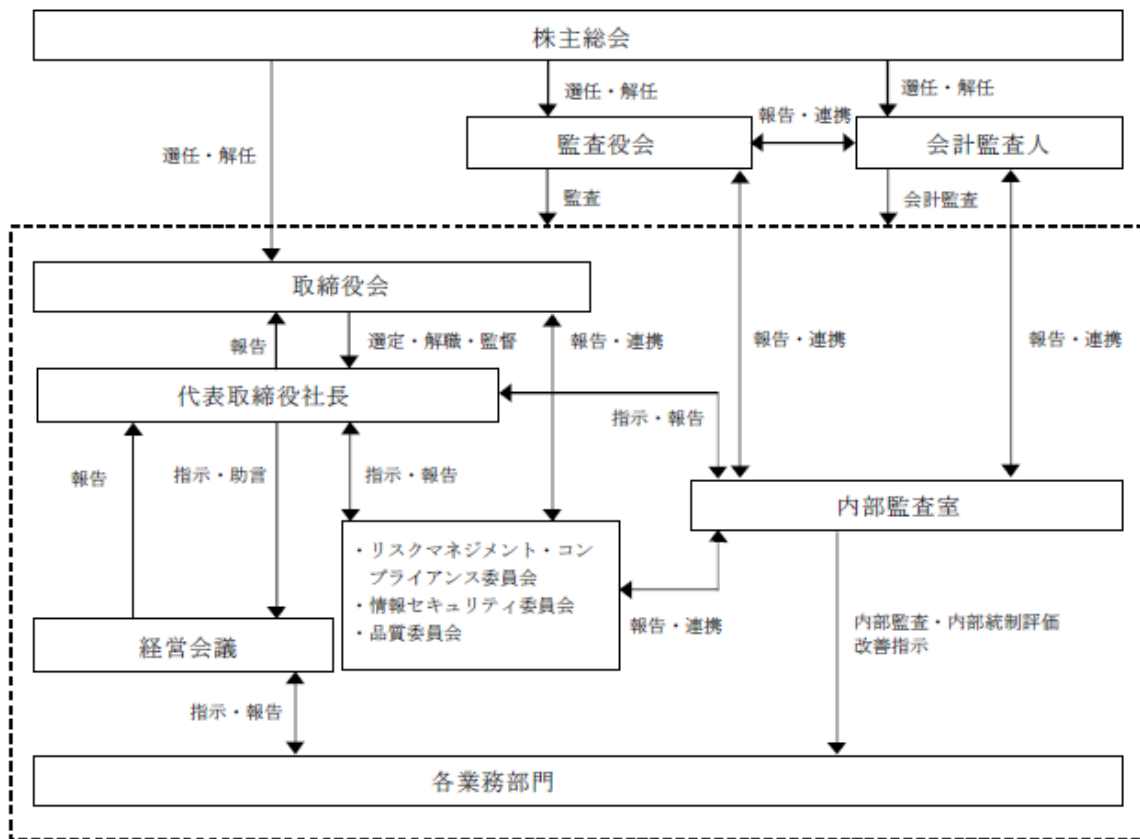 株主総会
選任・解任
選任・解任
選任・解任
報告・連携
監査役会
会計監査人
監査
会計監査
取締役会
報告
選定・解職・監督
報告・連携
報告・連携
報告・連携
代表取締役社長
指示・報告
報告
指示・助言
指示・報告
内部監査室
・リスクマネジメント・コン
プライアンス委員会
・情報セキュリティ委員会
・品質委員会
報告・連携
内部監査・内部統制評価
改善指示
経営会議
指示・報告
各業務部門